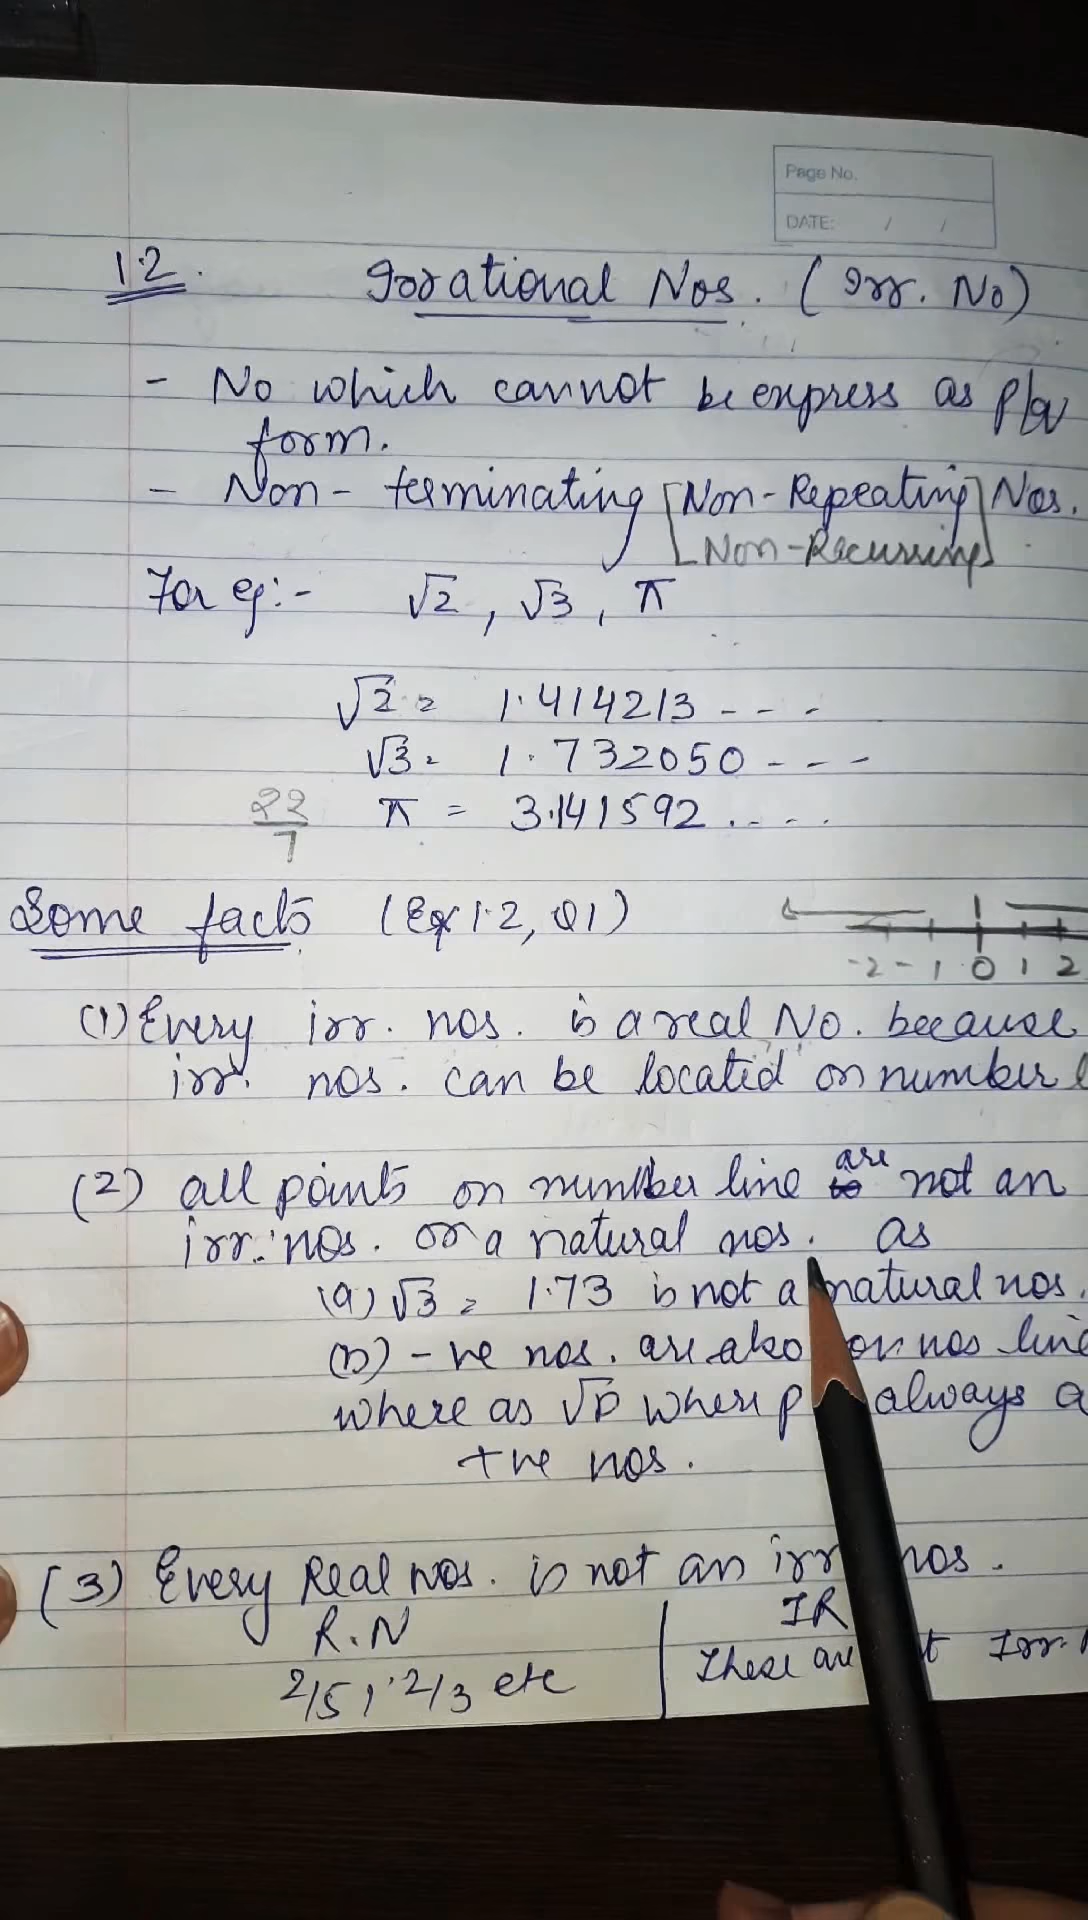 Page No.
DATE: / /
1.2. Irrational Nos. (Irr. No)
- No which cannot be express as p/q
form.
- Non-terminating [Non-Repeating] Nos.
[Non-Recurring]
For eg:- √2, √3, π
√2 = 1.414213 - - -
√3 = 1.732050 - - -
22/7 π = 3.141592 . - - .
Some facts (Ex 1.2, Q1)
-2 -1 0 1 2
(1) Every irr. nos. is a real No. because
irr. nos. can be located on number
(2) all points on number line are not an
irr. nos. or a natural nos. as
(a) √3 = 1.73 is not a natural nos.
(b) -ve nos. are also on nos line
where as √p where p always a
+ve nos.
(3) Every Real nos. is not an irr nos.
R.N | IR
2/5, 2/3 etc | These are Irr.